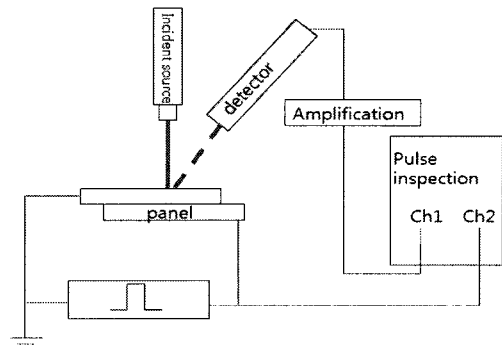 Incident source
detector
Amplification
Pulse
inspection
Ch1 Ch2
panel